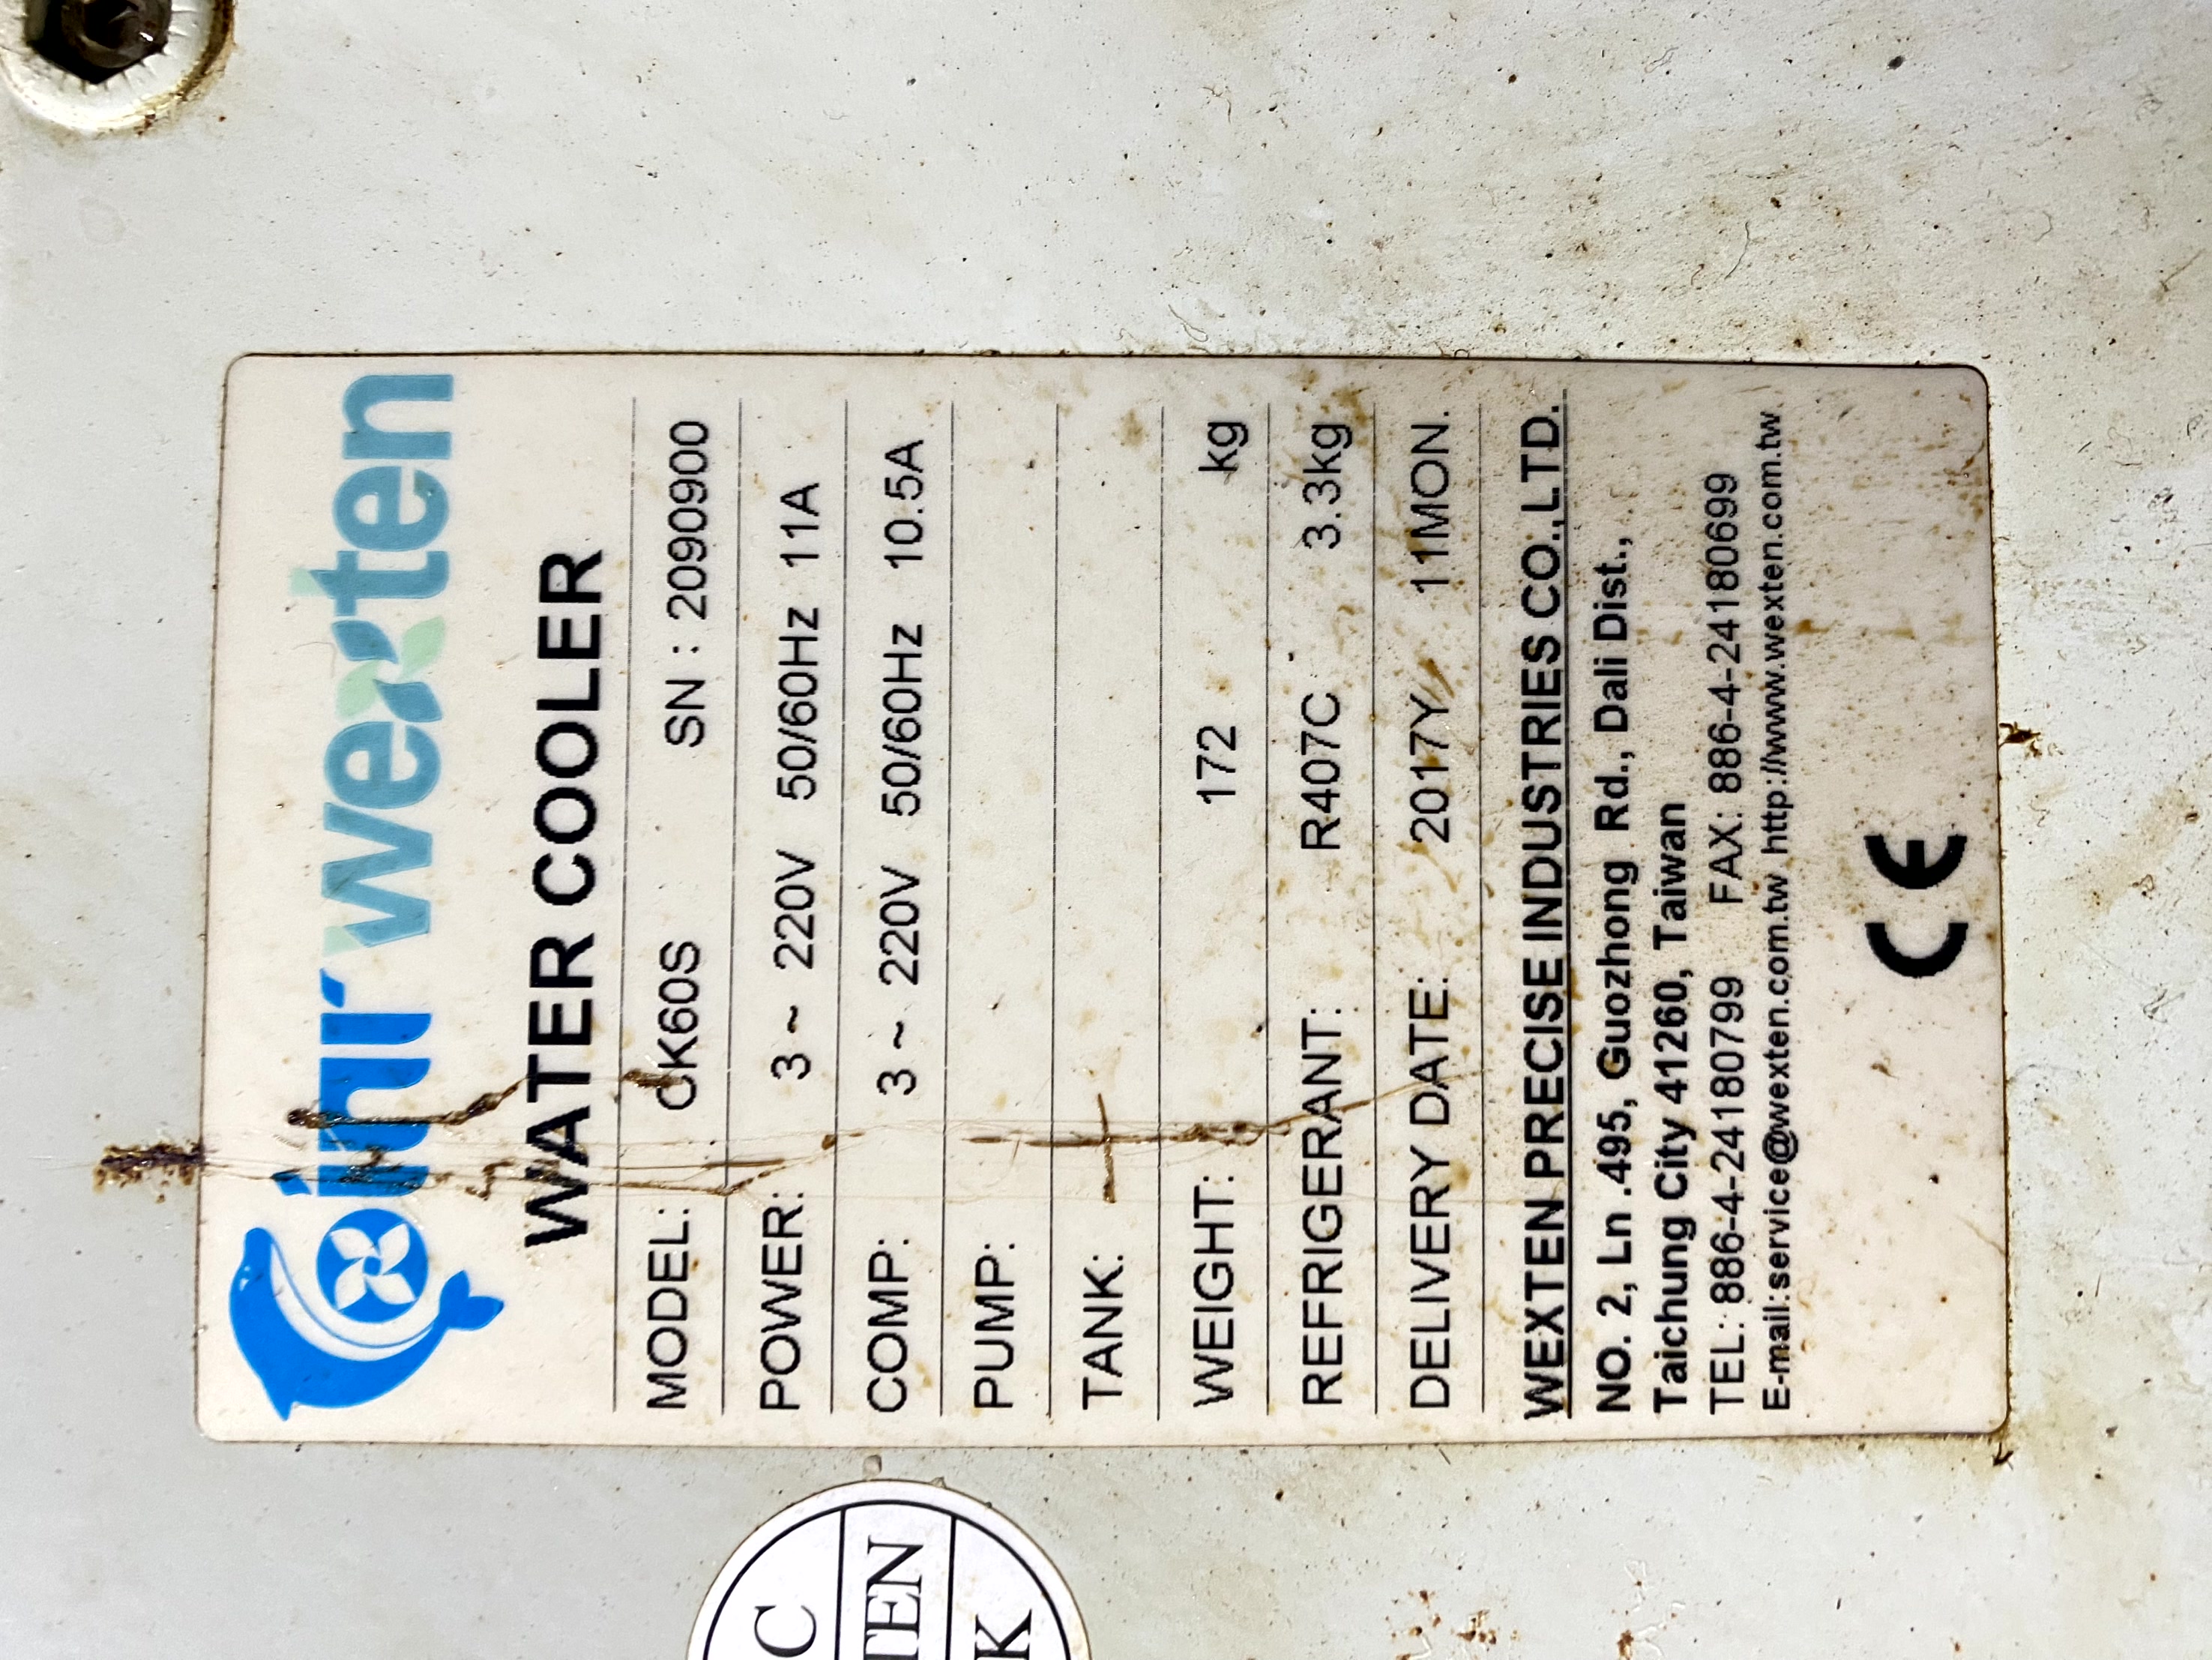 inr wexten
WATER COOLER
MODEL: CK60S SN : 2090900
POWER: 3 ~ 220V 50/60Hz 11A
COMP: 3 ~ 220V 50/60Hz 10.5A
PUMP:
TANK:
WEIGHT: 172 kg
REFRIGERANT: R407C 3.3kg
DELIVERY DATE: 2017Y 11MON.
WEXTEN PRECISE INDUSTRIES CO.,LTD.
NO. 2, Ln .495, Guozhong Rd., Dali Dist.,
Taichung City 41260, Taiwan
TEL: 886-4-24180799 FAX: 886-4-24180699
E-mail:service@wexten.com.tw http://www.wexten.com.tw
CE
C
TEN
K